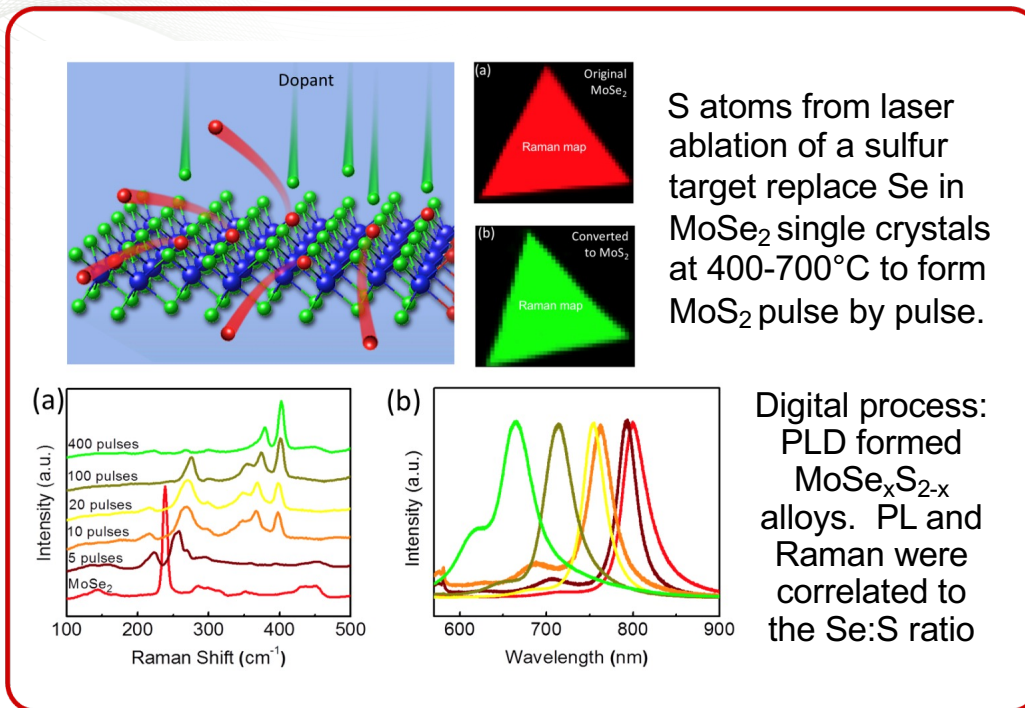 Dopant
(a)
Original
MoSe₂
Raman map
(b)
Converted
to MoS₂
Raman map
S atoms from laser
ablation of a sulfur
target replace Se in
MoSe₂ single crystals
at 400-700°C to form
MoS₂ pulse by pulse.
(a)
Intensity (a.u.)
400 pulses
100 pulses
20 pulses
10 pulses
5 pulses
MoSe₂
100 200 300 400 500
Raman Shift (cm⁻¹)
(b)
Intensity (a.u.)
600 700 800 900
Wavelength (nm)
Digital process:
PLD formed
MoSeₓS₂₋ₓ
alloys. PL and
Raman were
correlated to
the Se:S ratio